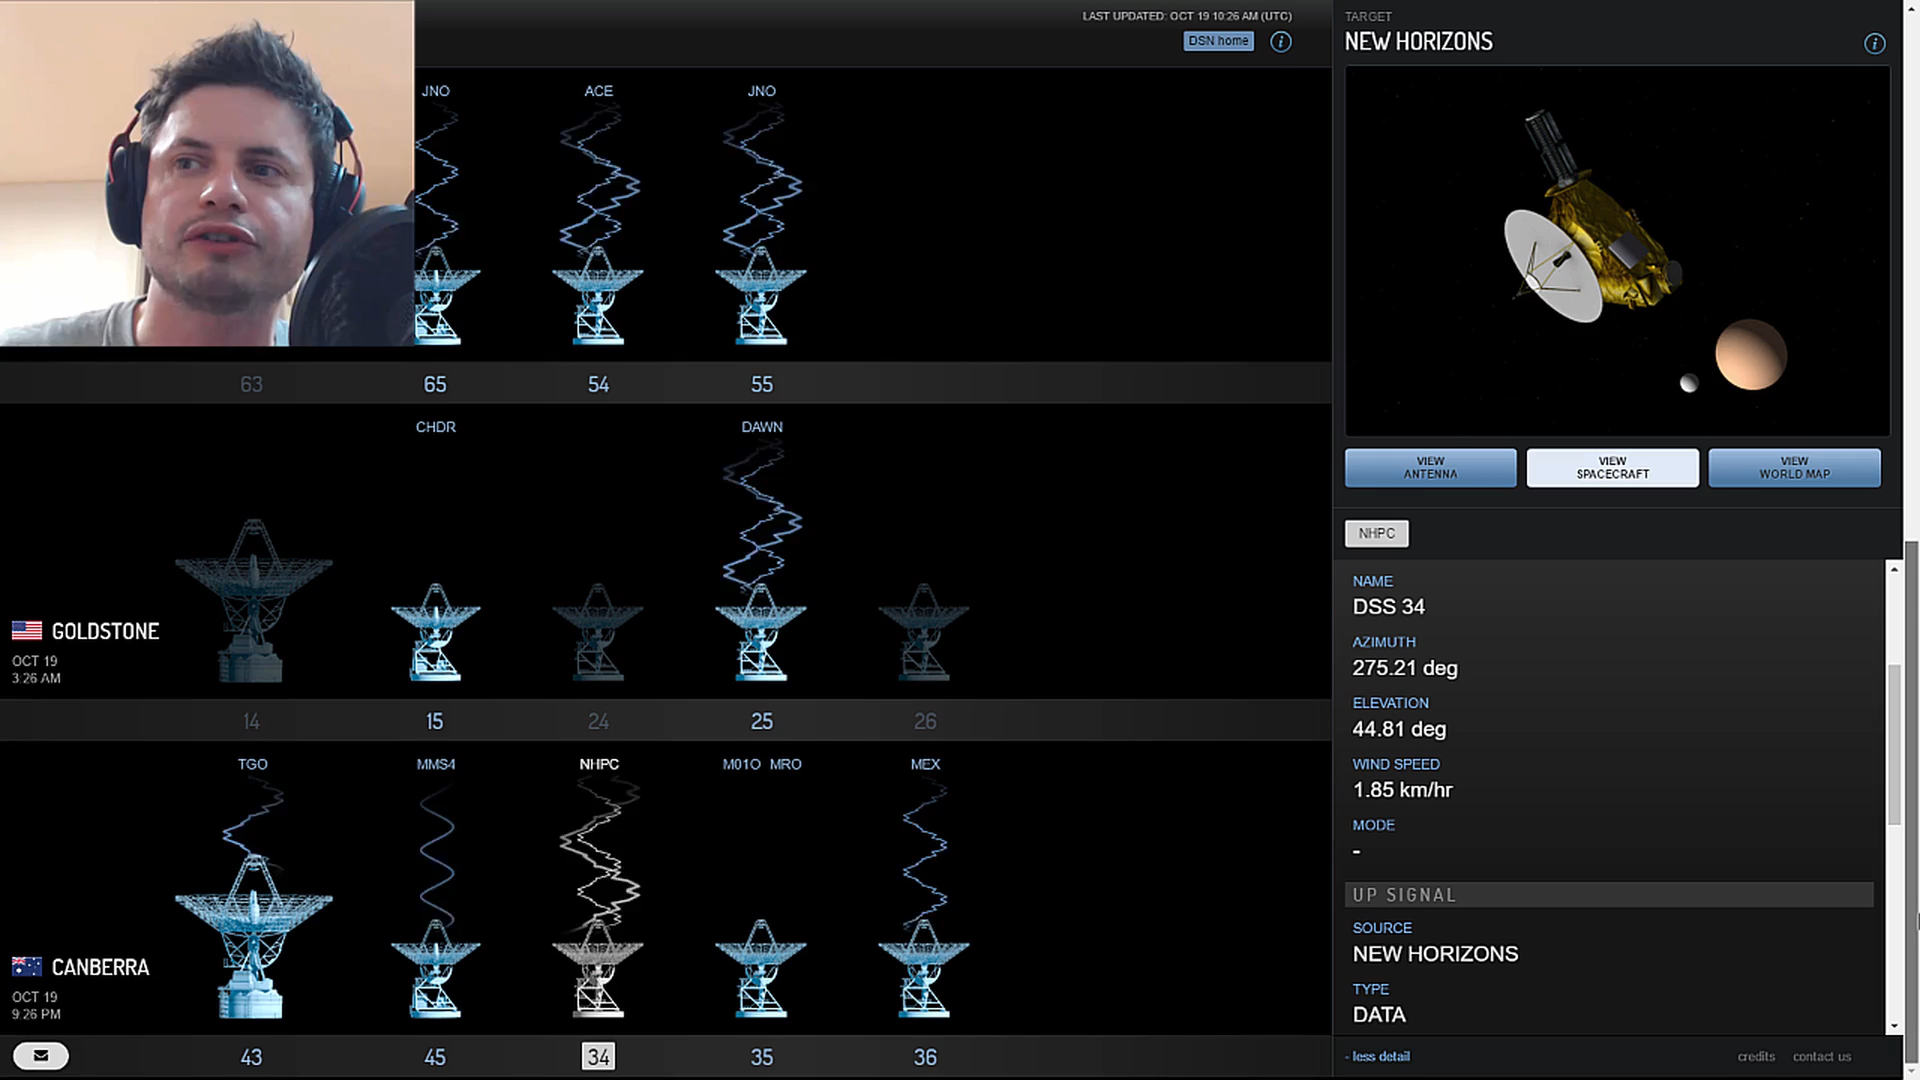 LAST UPDATED: OCT 19 10:26 AM (UTC)
DSN home
i
JNO ACE JNO
63 65 54 55
CHDR DAWN
GOLDSTONE
OCT 19
3:26 AM
14 15 24 25 26
TGO MMS4 NHPC M01O MRO MEX
CANBERRA
OCT 19
9:26 PM
43 45 34 35 36
TARGET
NEW HORIZONS
i
VIEW
ANTENNA
VIEW
SPACECRAFT
VIEW
WORLD MAP
NHPC
NAME
DSS 34
AZIMUTH
275.21 deg
ELEVATION
44.81 deg
WIND SPEED
1.85 km/hr
MODE
-
UP SIGNAL
SOURCE
NEW HORIZONS
TYPE
DATA
- less detail
credits contact us